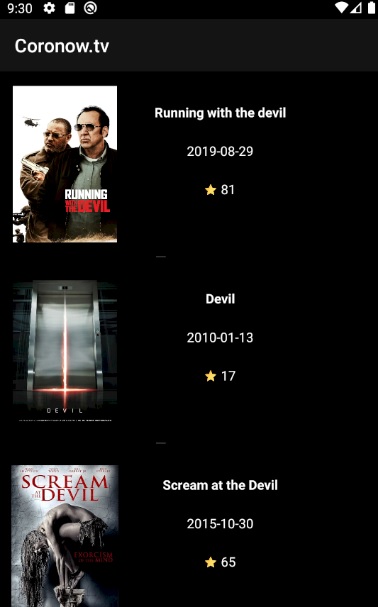 9:30
Coronow.tv
RUNNING
WITH THE DEVIL
Running with the devil
2019-08-29
81
DEVIL
Devil
2010-01-13
17
SCREAM
AT THE DEVIL
EXORCISM
Scream at the Devil
2015-10-30
65